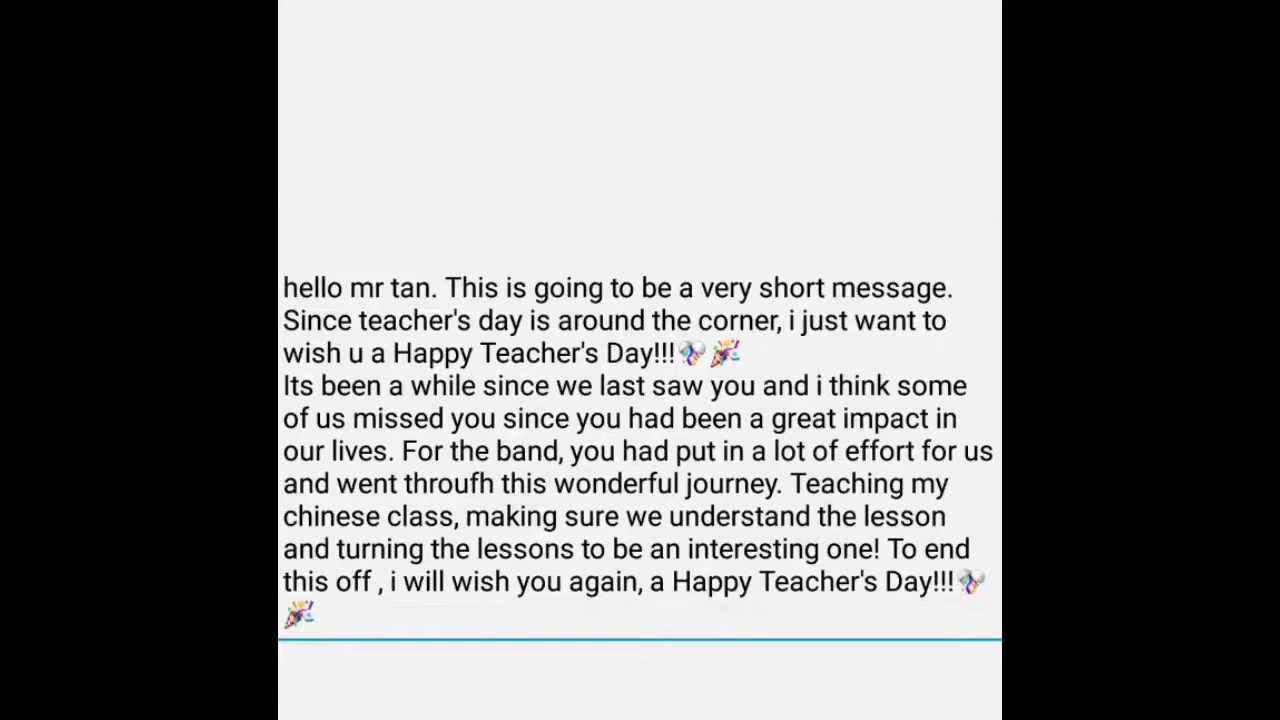 hello mr tan. This is going to be a very short message.
Since teacher's day is around the corner, i just want to
wish u a Happy Teacher's Day!!!🎊🎉
Its been a while since we last saw you and i think some
of us missed you since you had been a great impact in
our lives. For the band, you had put in a lot of effort for us
and went throufh this wonderful journey. Teaching my
chinese class, making sure we understand the lesson
and turning the lessons to be an interesting one! To end
this off , i will wish you again, a Happy Teacher's Day!!!🎊
🎉